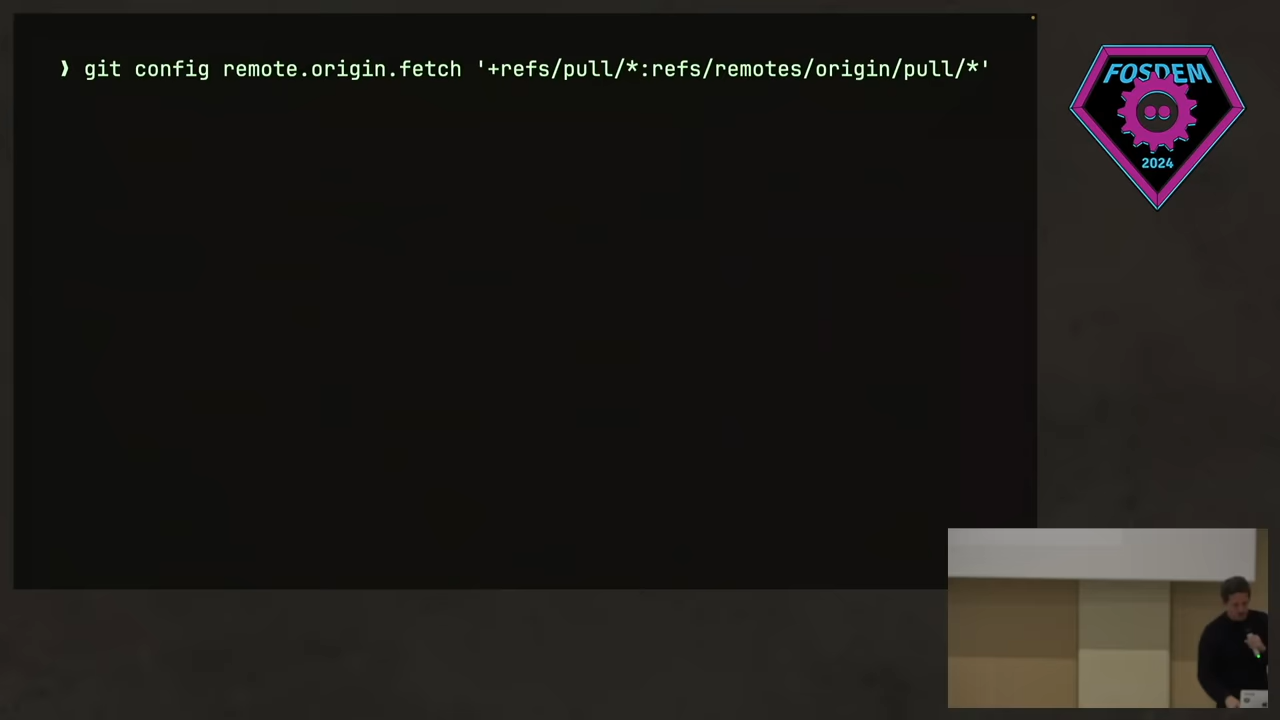 ❯ git config remote.origin.fetch '+refs/pull/*:refs/remotes/origin/pull/*'
FOSDEM
2024